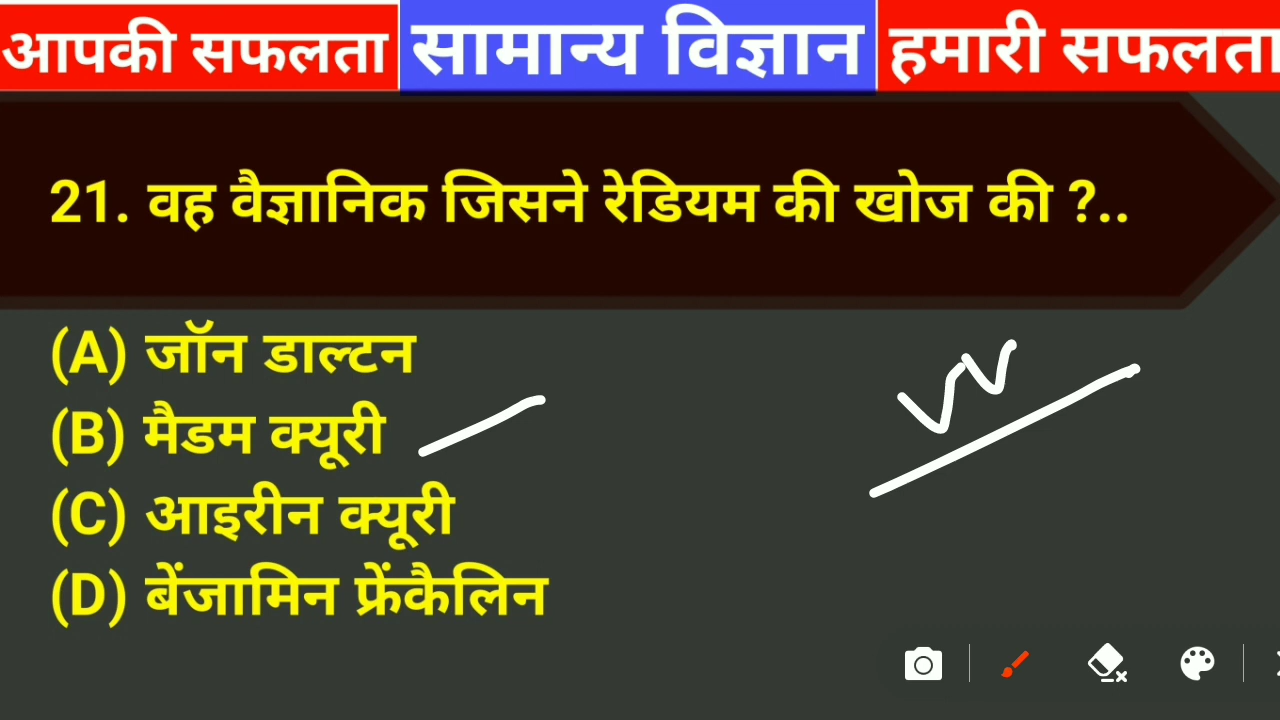 आपकी सफलता सामान्य विज्ञान हमारी सफलता
21. वह वैज्ञानिक जिसने रेडियम की खोज की ?..
(A) जॉन डाल्टन
(B) मैडम क्यूरी
(C) आइरीन क्यूरी
(D) बेंजामिन फ्रेंकैलिन